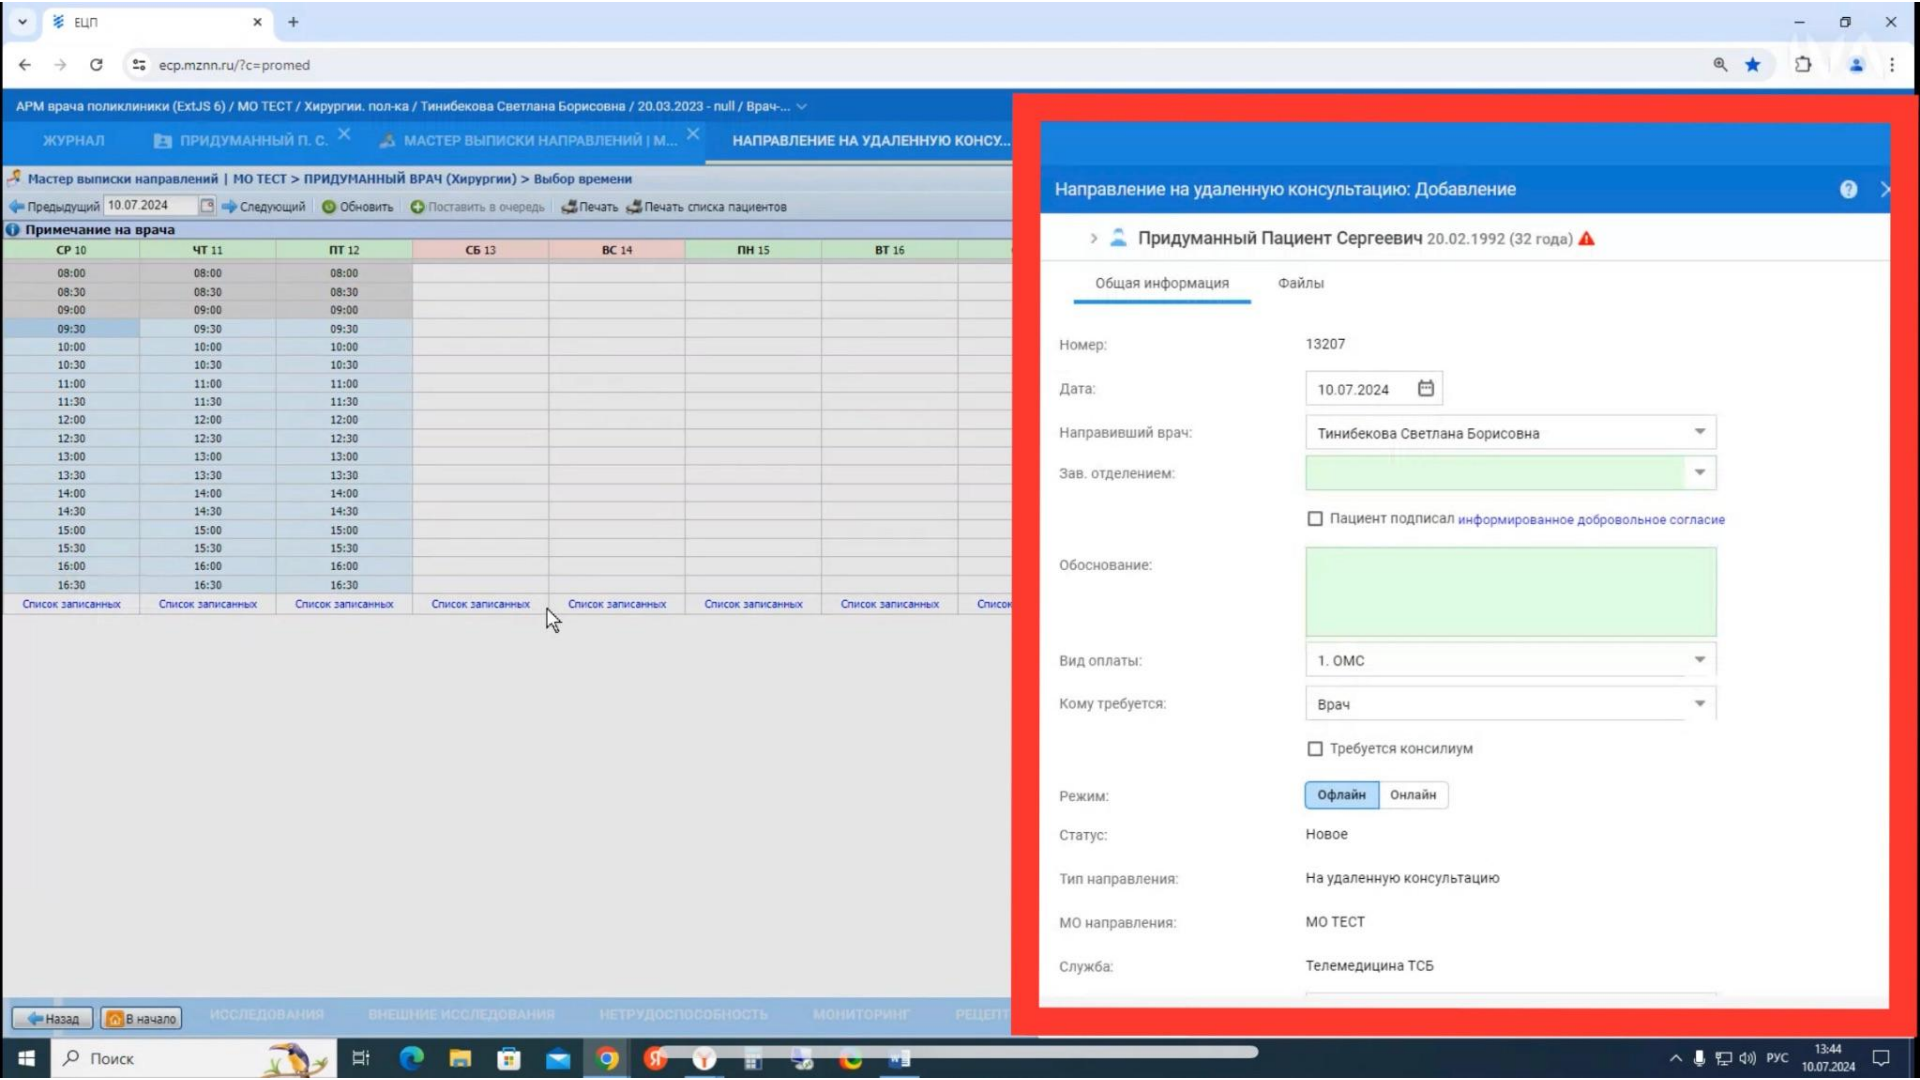 ЕЦП
ecp.mznn.ru/?c=promed
АРМ врача поликлиники (ExtJS 6) / МО ТЕСТ / Хирургии. пол-ка / Тинибекова Светлана Борисовна / 20.03.2023 - null / Врач-...
ЖУРНАЛ ПРИДУМАННЫЙ П. С. МАСТЕР ВЫПИСКИ НАПРАВЛЕНИЙ | М... НАПРАВЛЕНИЕ НА УДАЛЕННУЮ КОНСУ...
Мастер выписки направлений | МО ТЕСТ > ПРИДУМАННЫЙ ВРАЧ (Хирургии) > Выбор времени
Предыдущий 10.07.2024 Следующий Обновить Поставить в очередь Печать Печать списка пациентов
Примечание на врача
СР 10 ЧТ 11 ПТ 12 СБ 13 ВС 14 ПН 15 ВТ 16
08:00 08:00 08:00
08:30 08:30 08:30
09:00 09:00 09:00
09:30 09:30 09:30
10:00 10:00 10:00
10:30 10:30 10:30
11:00 11:00 11:00
11:30 11:30 11:30
12:00 12:00 12:00
12:30 12:30 12:30
13:00 13:00 13:00
13:30 13:30 13:30
14:00 14:00 14:00
14:30 14:30 14:30
15:00 15:00 15:00
15:30 15:30 15:30
16:00 16:00 16:00
16:30 16:30 16:30
Список записанных Список записанных Список записанных Список записанных Список записанных Список записанных Список записанных Список
Назад В начало ИССЛЕДОВАНИЯ ВНЕШНИЕ ИССЛЕДОВАНИЯ НЕТРУДОСПОСОБНОСТЬ МОНИТОРИНГ РЕЦЕПТ
Направление на удаленную консультацию: Добавление
Придуманный Пациент Сергеевич 20.02.1992 (32 года)
Общая информация Файлы
Номер: 13207
Дата: 10.07.2024
Направивший врач: Тинибекова Светлана Борисовна
Зав. отделением:
Пациент подписал информированное добровольное согласие
Обоснование:
Вид оплаты: 1. ОМС
Кому требуется: Врач
Требуется консилиум
Режим: Офлайн Онлайн
Статус: Новое
Тип направления: На удаленную консультацию
МО направления: МО ТЕСТ
Служба: Телемедицина ТСБ
Поиск
РУС
13:44
10.07.2024